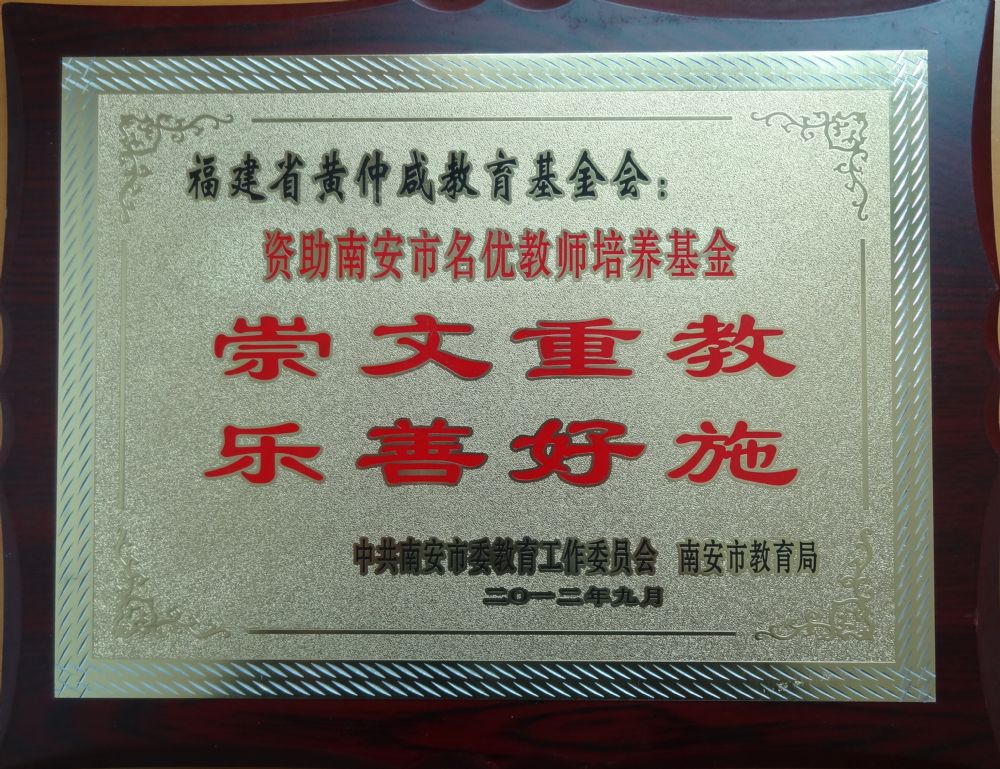 福建省黄仲咸教育基金会：
资助南安市名优教师培养基金
崇文重教
乐善好施
中共南安市委教育工作委员会 南安市教育局
二〇一二年九月